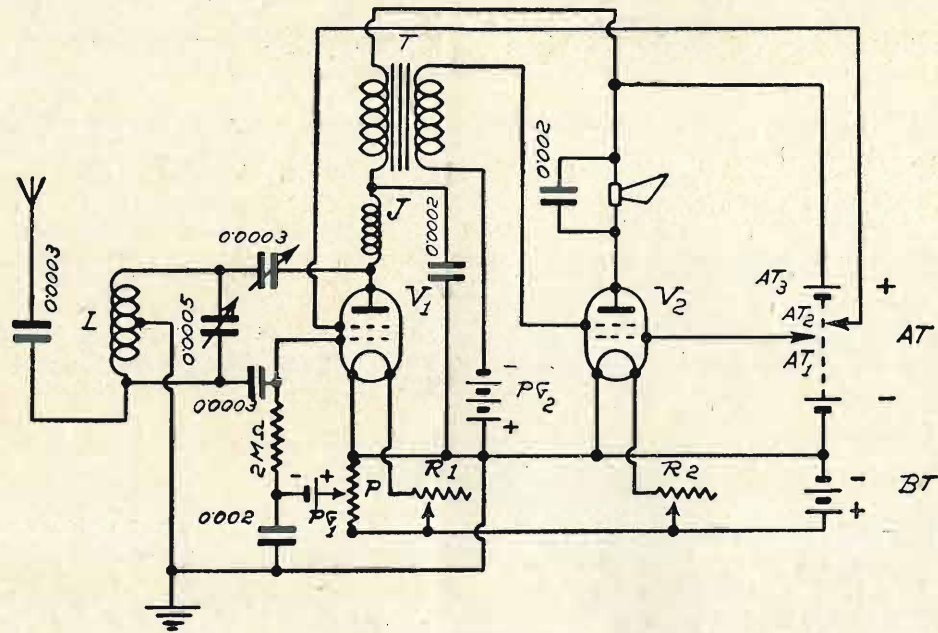 T
0.0003
0.0003
L
0.0005
0.0003
J
0.0002
V1
0.002
V2
AT3
+
AT2
AT
AT1
-
-
PG2
+
2MΩ
- +
PG1
P
R1
R2
-
BT
+
0.002